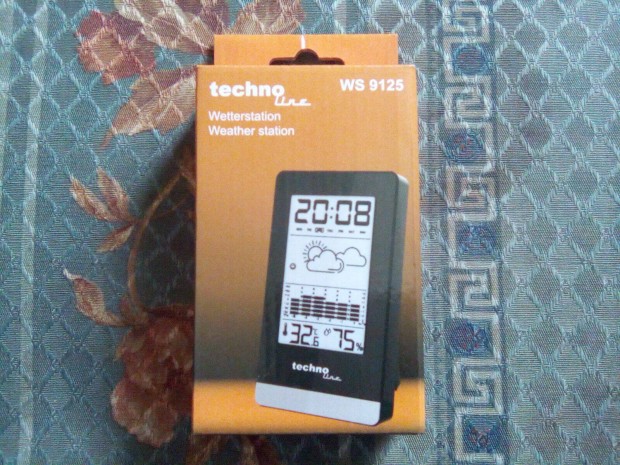 techno line
WS 9125
Wetterstation
Weather station
20:08
32.6 °C 75%
techno line